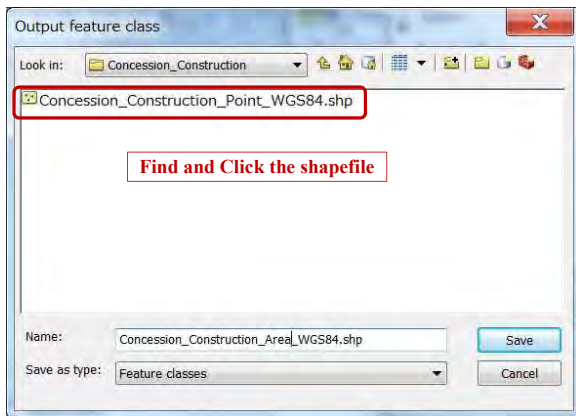 Output feature class
Look in: Concession_Construction
Concession_Construction_Point_WGS84.shp
Find and Click the shapefile
Name: Concession_Construction_Area_WGS84.shp Save
Save as type: Feature classes Cancel